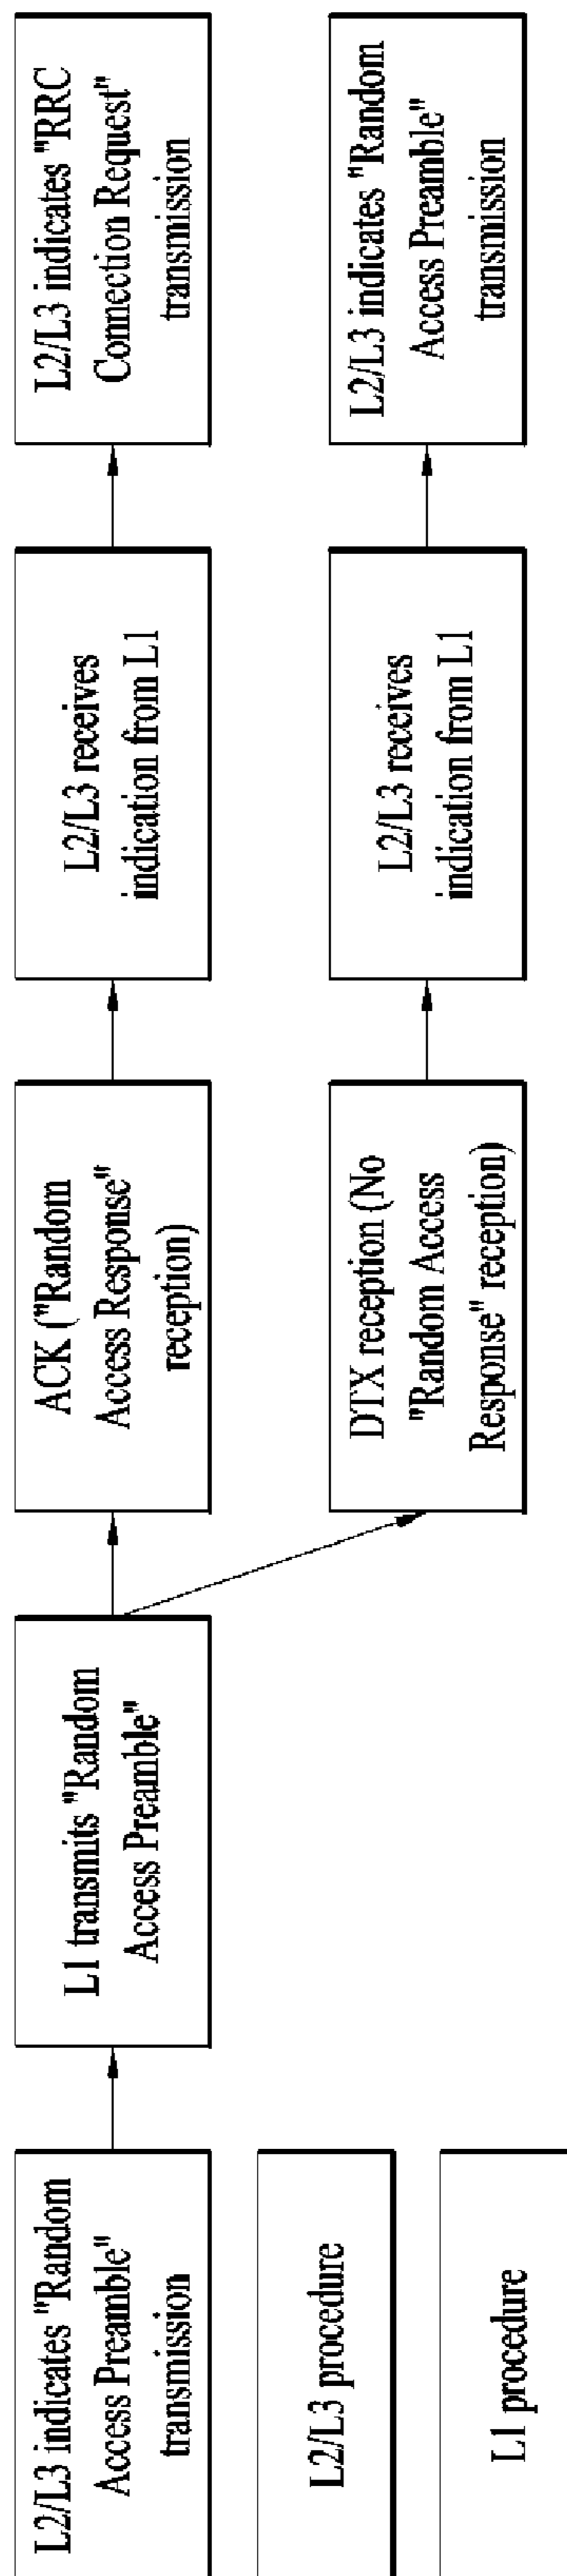 L2/L3 indicates "Random
Access Preamble"
transmission
L1 transmits "Random
Access Preamble"
ACK ("Random
Access Response"
reception)
L2/L3 receives
indication from L1
L2/L3 indicates "RRC
Connection Request"
transmission
DTX reception (No
"Random Access
Response" reception)
L2/L3 receives
indication from L1
L2/L3 indicates "Random
Access Preamble"
transmission
L2/L3 procedure
L1 procedure